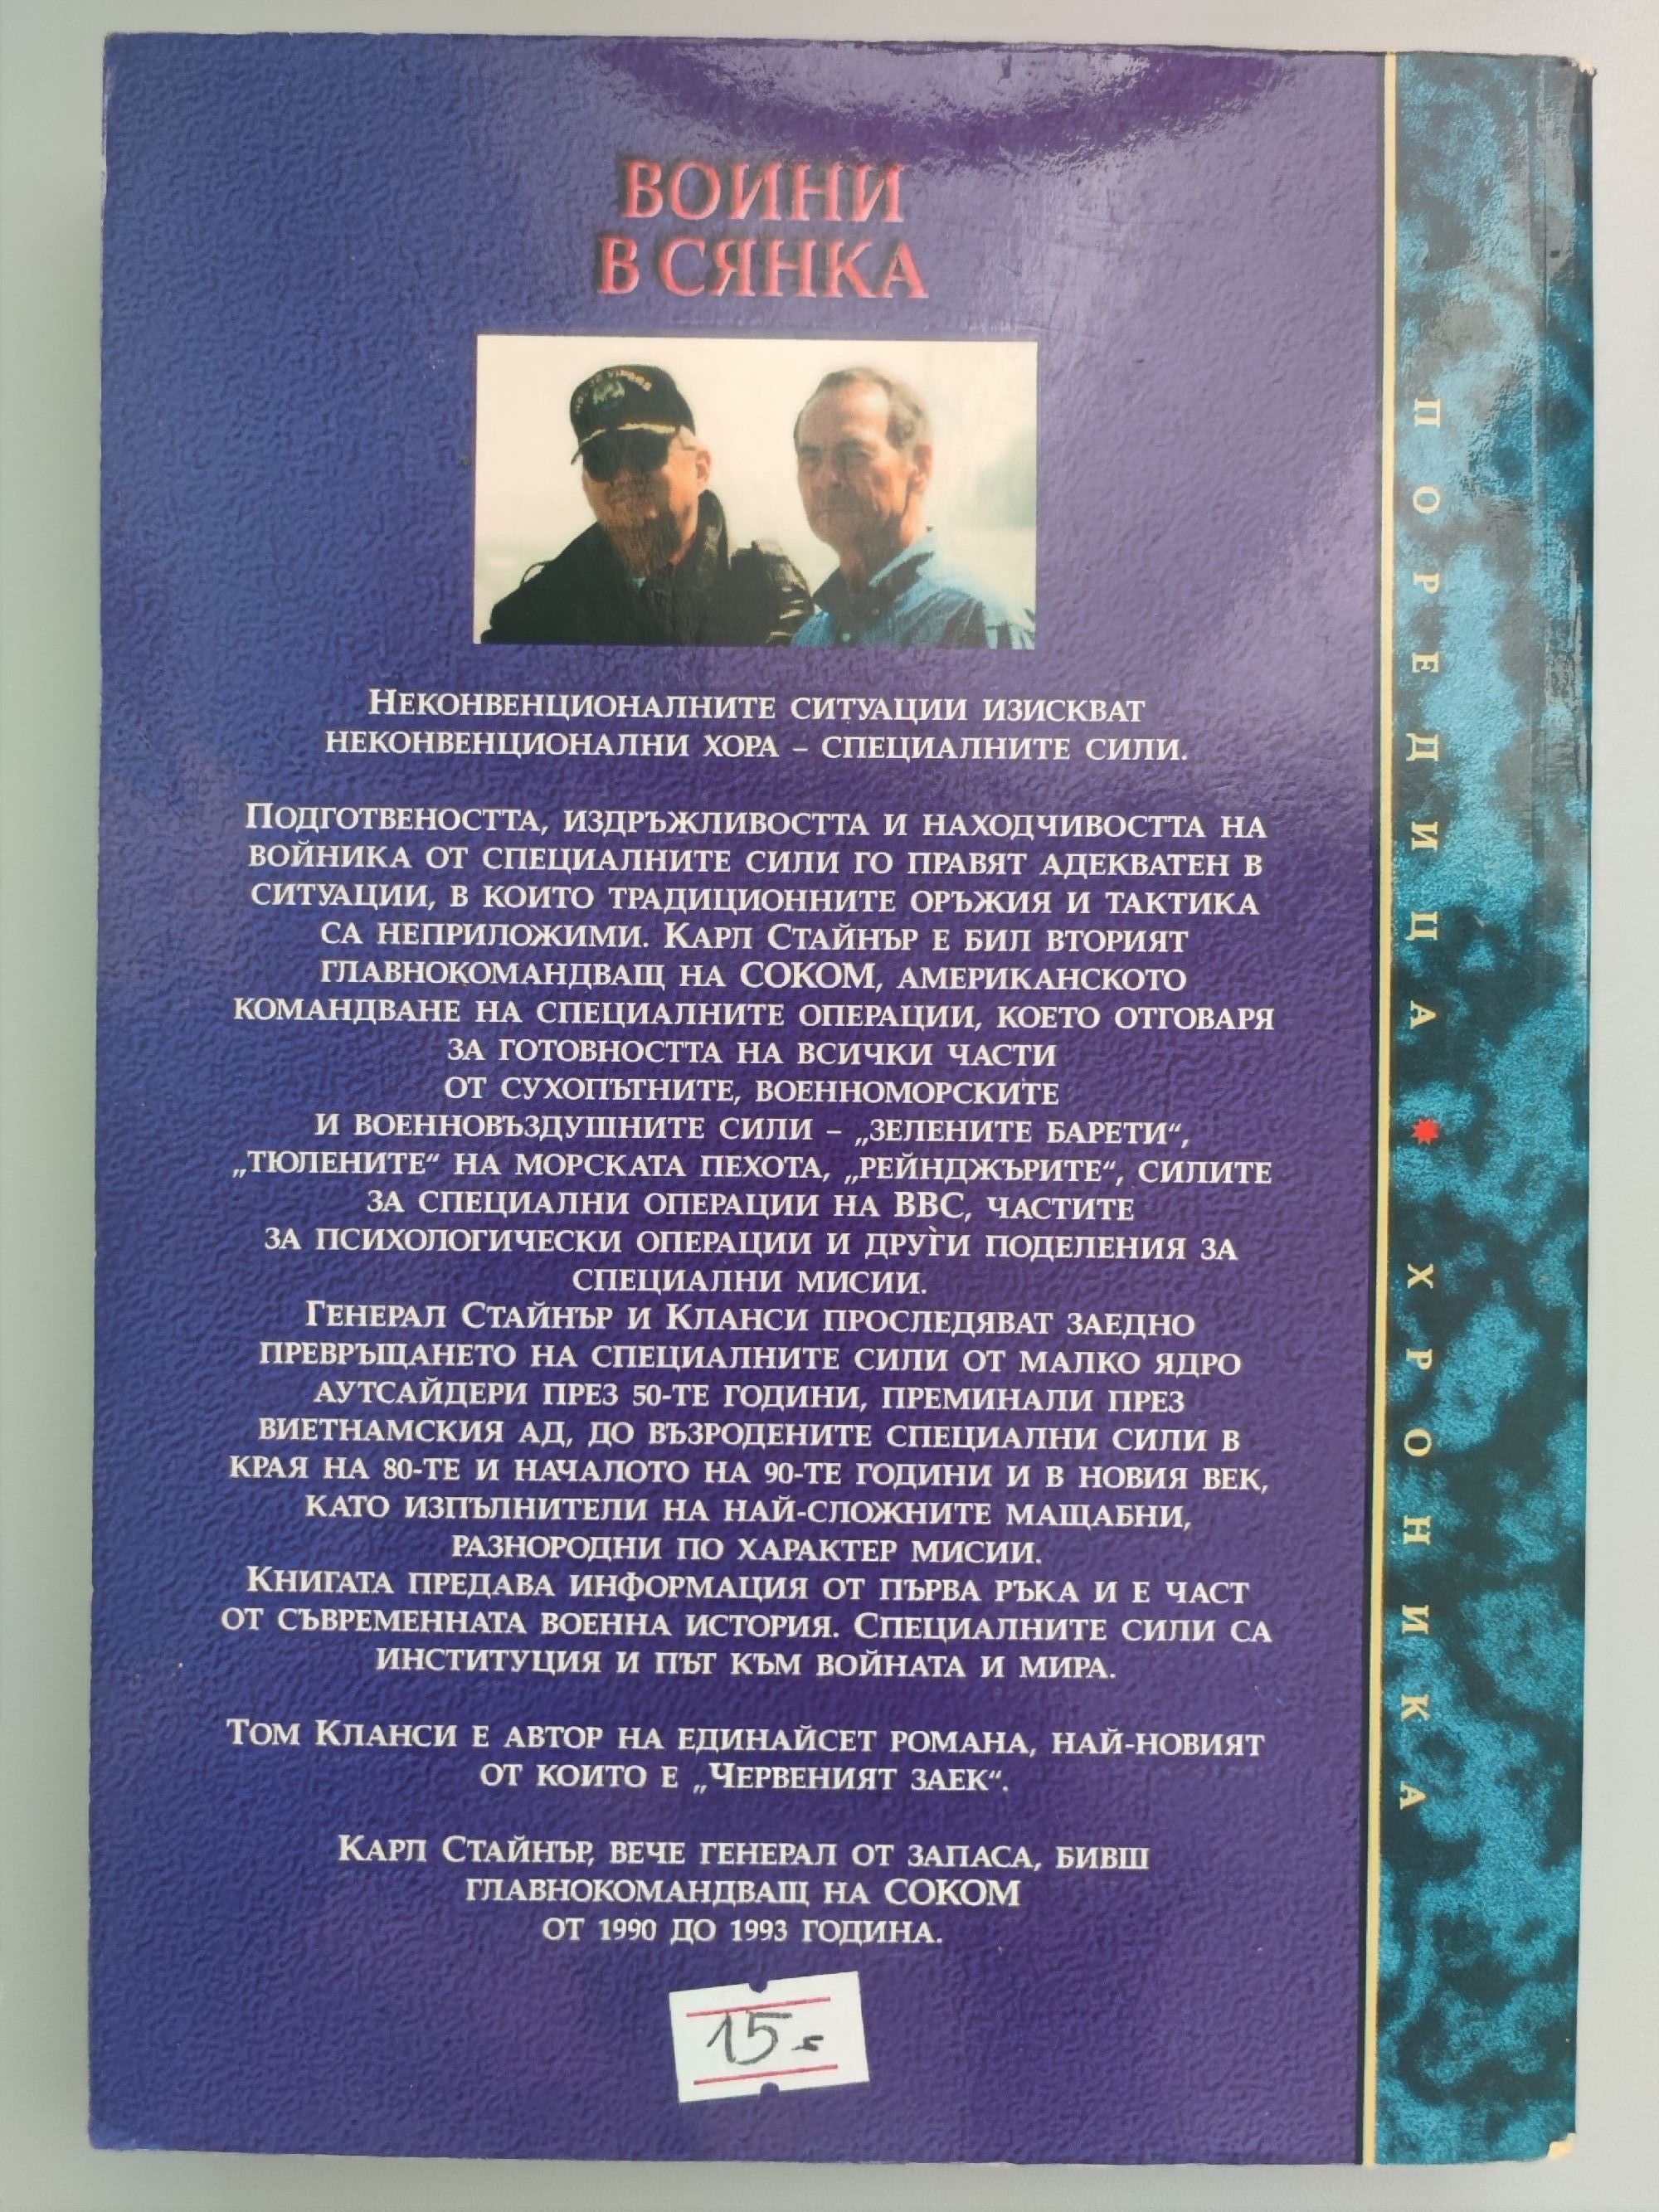 ВОИНИ
В СЯНКА
НЕКОНВЕНЦИОНАЛНИТЕ СИТУАЦИИ ИЗИСКВАТ
НЕКОНВЕНЦИОНАЛНИ ХОРА – СПЕЦИАЛНИТЕ СИЛИ.
ПОДГОТВЕНОСТТА, ИЗДРЪЖЛИВОСТТА И НАХОДЧИВОСТТА НА
ВОЙНИКА ОТ СПЕЦИАЛНИТЕ СИЛИ ГО ПРАВЯТ АДЕКВАТЕН В
СИТУАЦИИ, В КОИТО ТРАДИЦИОННИТЕ ОРЪЖИЯ И ТАКТИКА
СА НЕПРИЛОЖИМИ. КАРЛ СТАЙНЪР Е БИЛ ВТОРИЯТ
ГЛАВНОКОМАНДВАЩ НА СОКОМ, АМЕРИКАНСКОТО
КОМАНДВАНЕ НА СПЕЦИАЛНИТЕ ОПЕРАЦИИ, КОЕТО ОТГОВАРЯ
ЗА ГОТОВНОСТТА НА ВСИЧКИ ЧАСТИ
ОТ СУХОПЪТНИТЕ, ВОЕННОМОРСКИТЕ
И ВОЕННОВЪЗДУШНИТЕ СИЛИ – „ЗЕЛЕНИТЕ БАРЕТИ“,
„ТЮЛЕНИТЕ“ НА МОРСКАТА ПЕХОТА, „РЕЙНДЖЪРИТЕ“, СИЛИТЕ
ЗА СПЕЦИАЛНИ ОПЕРАЦИИ НА ВВС, ЧАСТИТЕ
ЗА ПСИХОЛОГИЧЕСКИ ОПЕРАЦИИ И ДРУГИ ПОДЕЛЕНИЯ ЗА
СПЕЦИАЛНИ МИСИИ.
ГЕНЕРАЛ СТАЙНЪР И КЛАНСИ ПРОСЛЕДЯВАТ ЗАЕДНО
ПРЕВРЪЩАНЕТО НА СПЕЦИАЛНИТЕ СИЛИ ОТ МАЛКО ЯДРО
АУТСАЙДЕРИ ПРЕЗ 50-ТЕ ГОДИНИ, ПРЕМИНАЛИ ПРЕЗ
ВИЕТНАМСКИЯ АД, ДО ВЪЗРОДЕНИТЕ СПЕЦИАЛНИ СИЛИ В
КРАЯ НА 80-ТЕ И НАЧАЛОТО НА 90-ТЕ ГОДИНИ И В НОВИЯ ВЕК,
КАТО ИЗПЪЛНИТЕЛИ НА НАЙ-СЛОЖНИТЕ МАЩАБНИ,
РАЗНОРОДНИ ПО ХАРАКТЕР МИСИИ.
КНИГАТА ПРЕДАВА ИНФОРМАЦИЯ ОТ ПЪРВА РЪКА И Е ЧАСТ
ОТ СЪВРЕМЕННАТА ВОЕННА ИСТОРИЯ. СПЕЦИАЛНИТЕ СИЛИ СА
ИНСТИТУЦИЯ И ПЪТ КЪМ ВОЙНАТА И МИРА.
ТОМ КЛАНСИ Е АВТОР НА ЕДИНАЙСЕТ РОМАНА, НАЙ-НОВИЯТ
ОТ КОИТО Е „ЧЕРВЕНИЯТ ЗАЕК“.
КАРЛ СТАЙНЪР, ВЕЧЕ ГЕНЕРАЛ ОТ ЗАПАСА, БИВШ
ГЛАВНОКОМАНДВАЩ НА СОКОМ
ОТ 1990 ДО 1993 ГОДИНА.
15
ПОРЕДИЦА ХРОНИКА